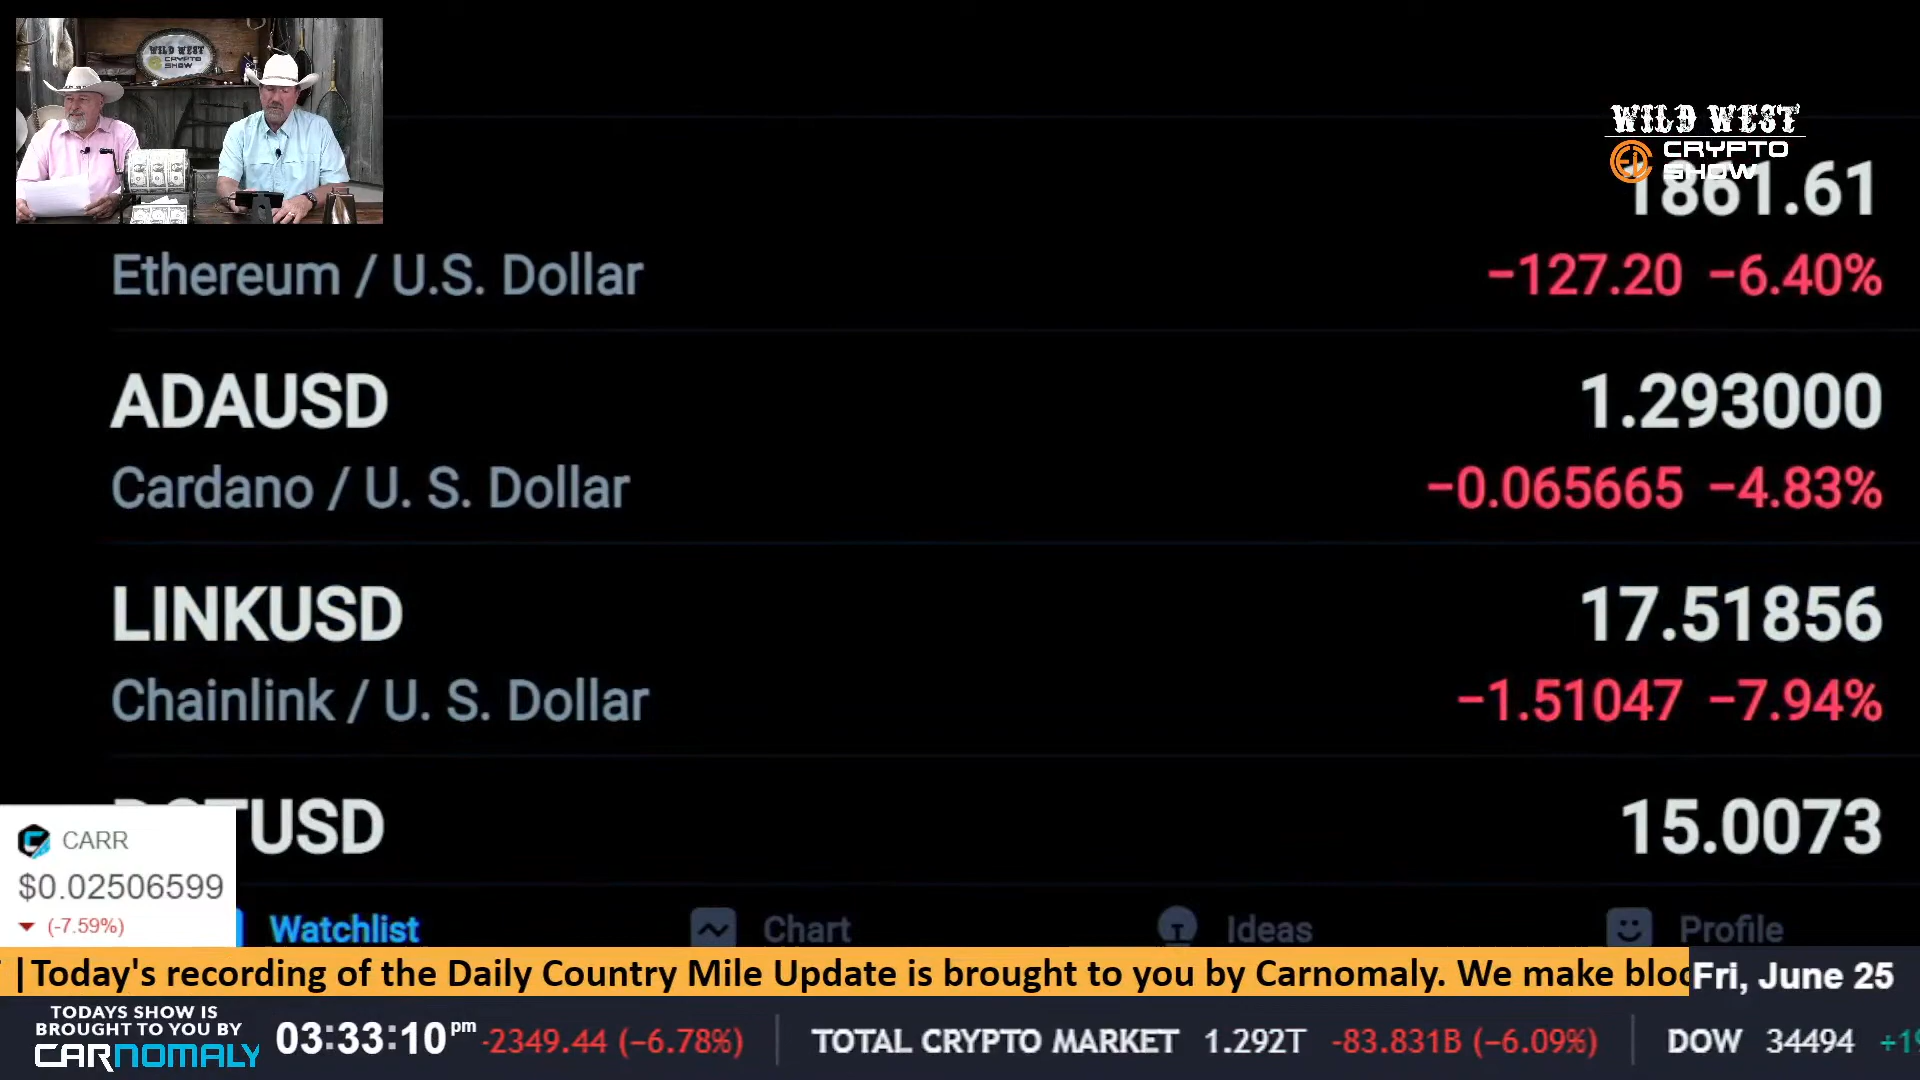 WILD WEST
CRYPTO
SHOW
WILD WEST
CRYPTO
SHOW
1861.61
Ethereum / U.S. Dollar
−127.20 −6.40%
ADAUSD
1.293000
Cardano / U. S. Dollar
−0.065665 −4.83%
LINKUSD
17.51856
Chainlink / U. S. Dollar
−1.51047 −7.94%
USD
15.0073
CARR
$0.02506599
(-7.59%)
Watchlist
Chart
Ideas
Profile
|Today's recording of the Daily Country Mile Update is brought to you by Carnomaly. We make
Fri, June 25
TODAYS SHOW IS
BROUGHT TO YOU BY
CARNOMALY
03:33:10 pm
-2349.44 (−6.78%)
TOTAL CRYPTO MARKET 1.292T -83.831B (−6.09%)
DOW 34494